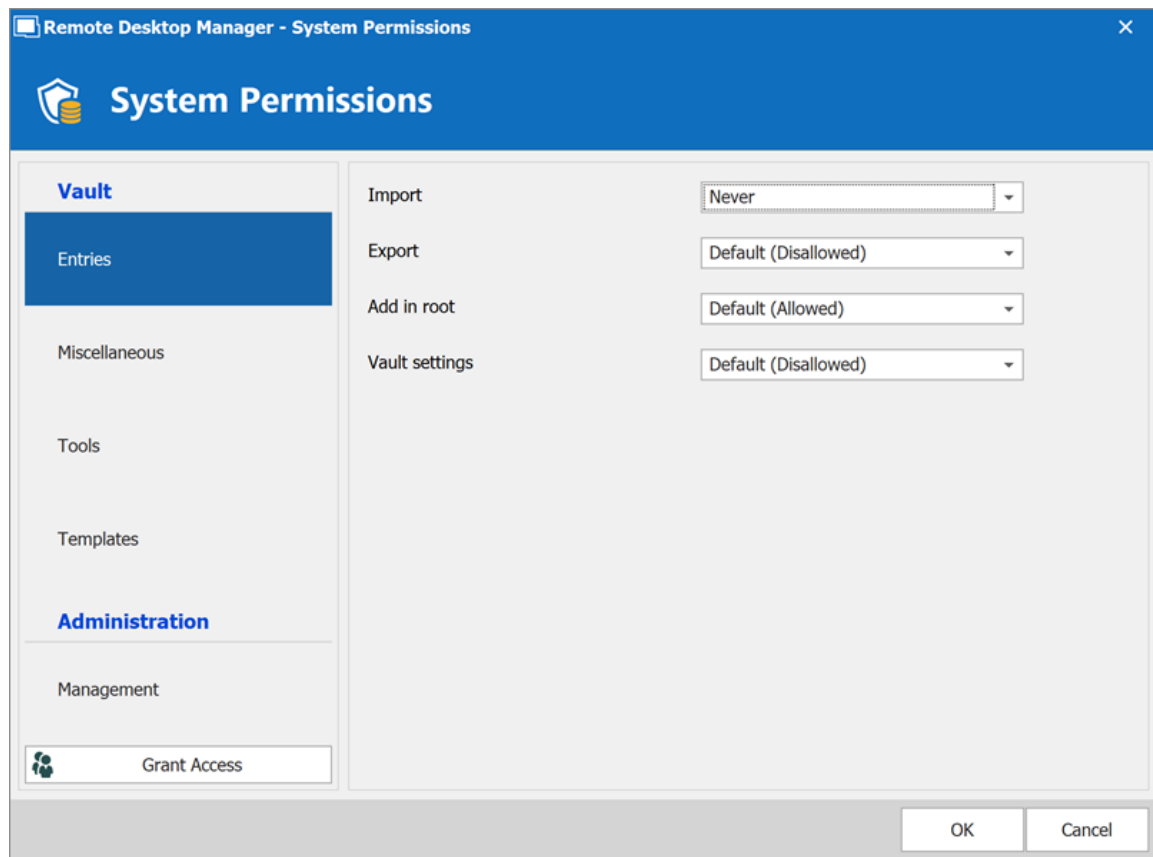 Remote Desktop Manager - System Permissions
System Permissions
Vault
Entries
Miscellaneous
Tools
Templates
Administration
Management
Grant Access
Import
Never
Export
Default (Disallowed)
Add in root
Default (Allowed)
Vault settings
Default (Disallowed)
OK
Cancel